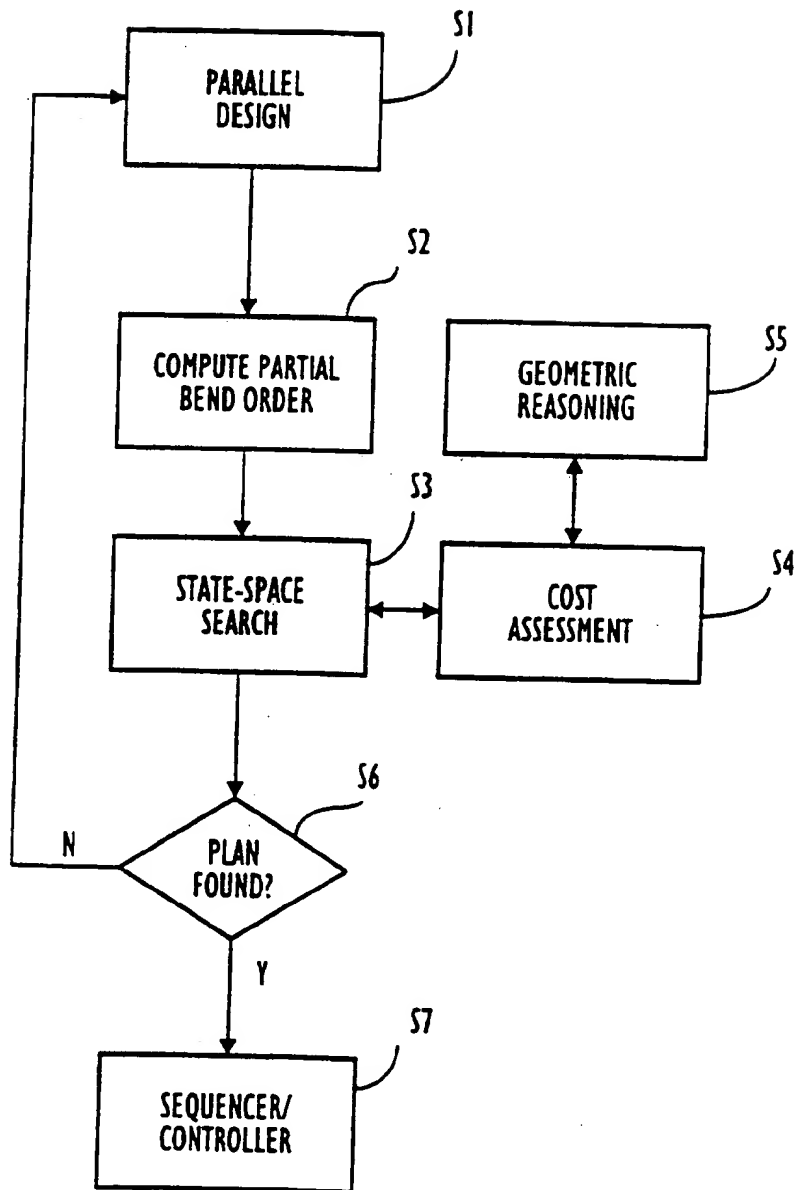 S1
PARALLEL
DESIGN
S2
COMPUTE PARTIAL
BEND ORDER
S5
GEOMETRIC
REASONING
S3
STATE-SPACE
SEARCH
S4
COST
ASSESSMENT
S6
N
PLAN
FOUND?
Y
S7
SEQUENCER/
CONTROLLER